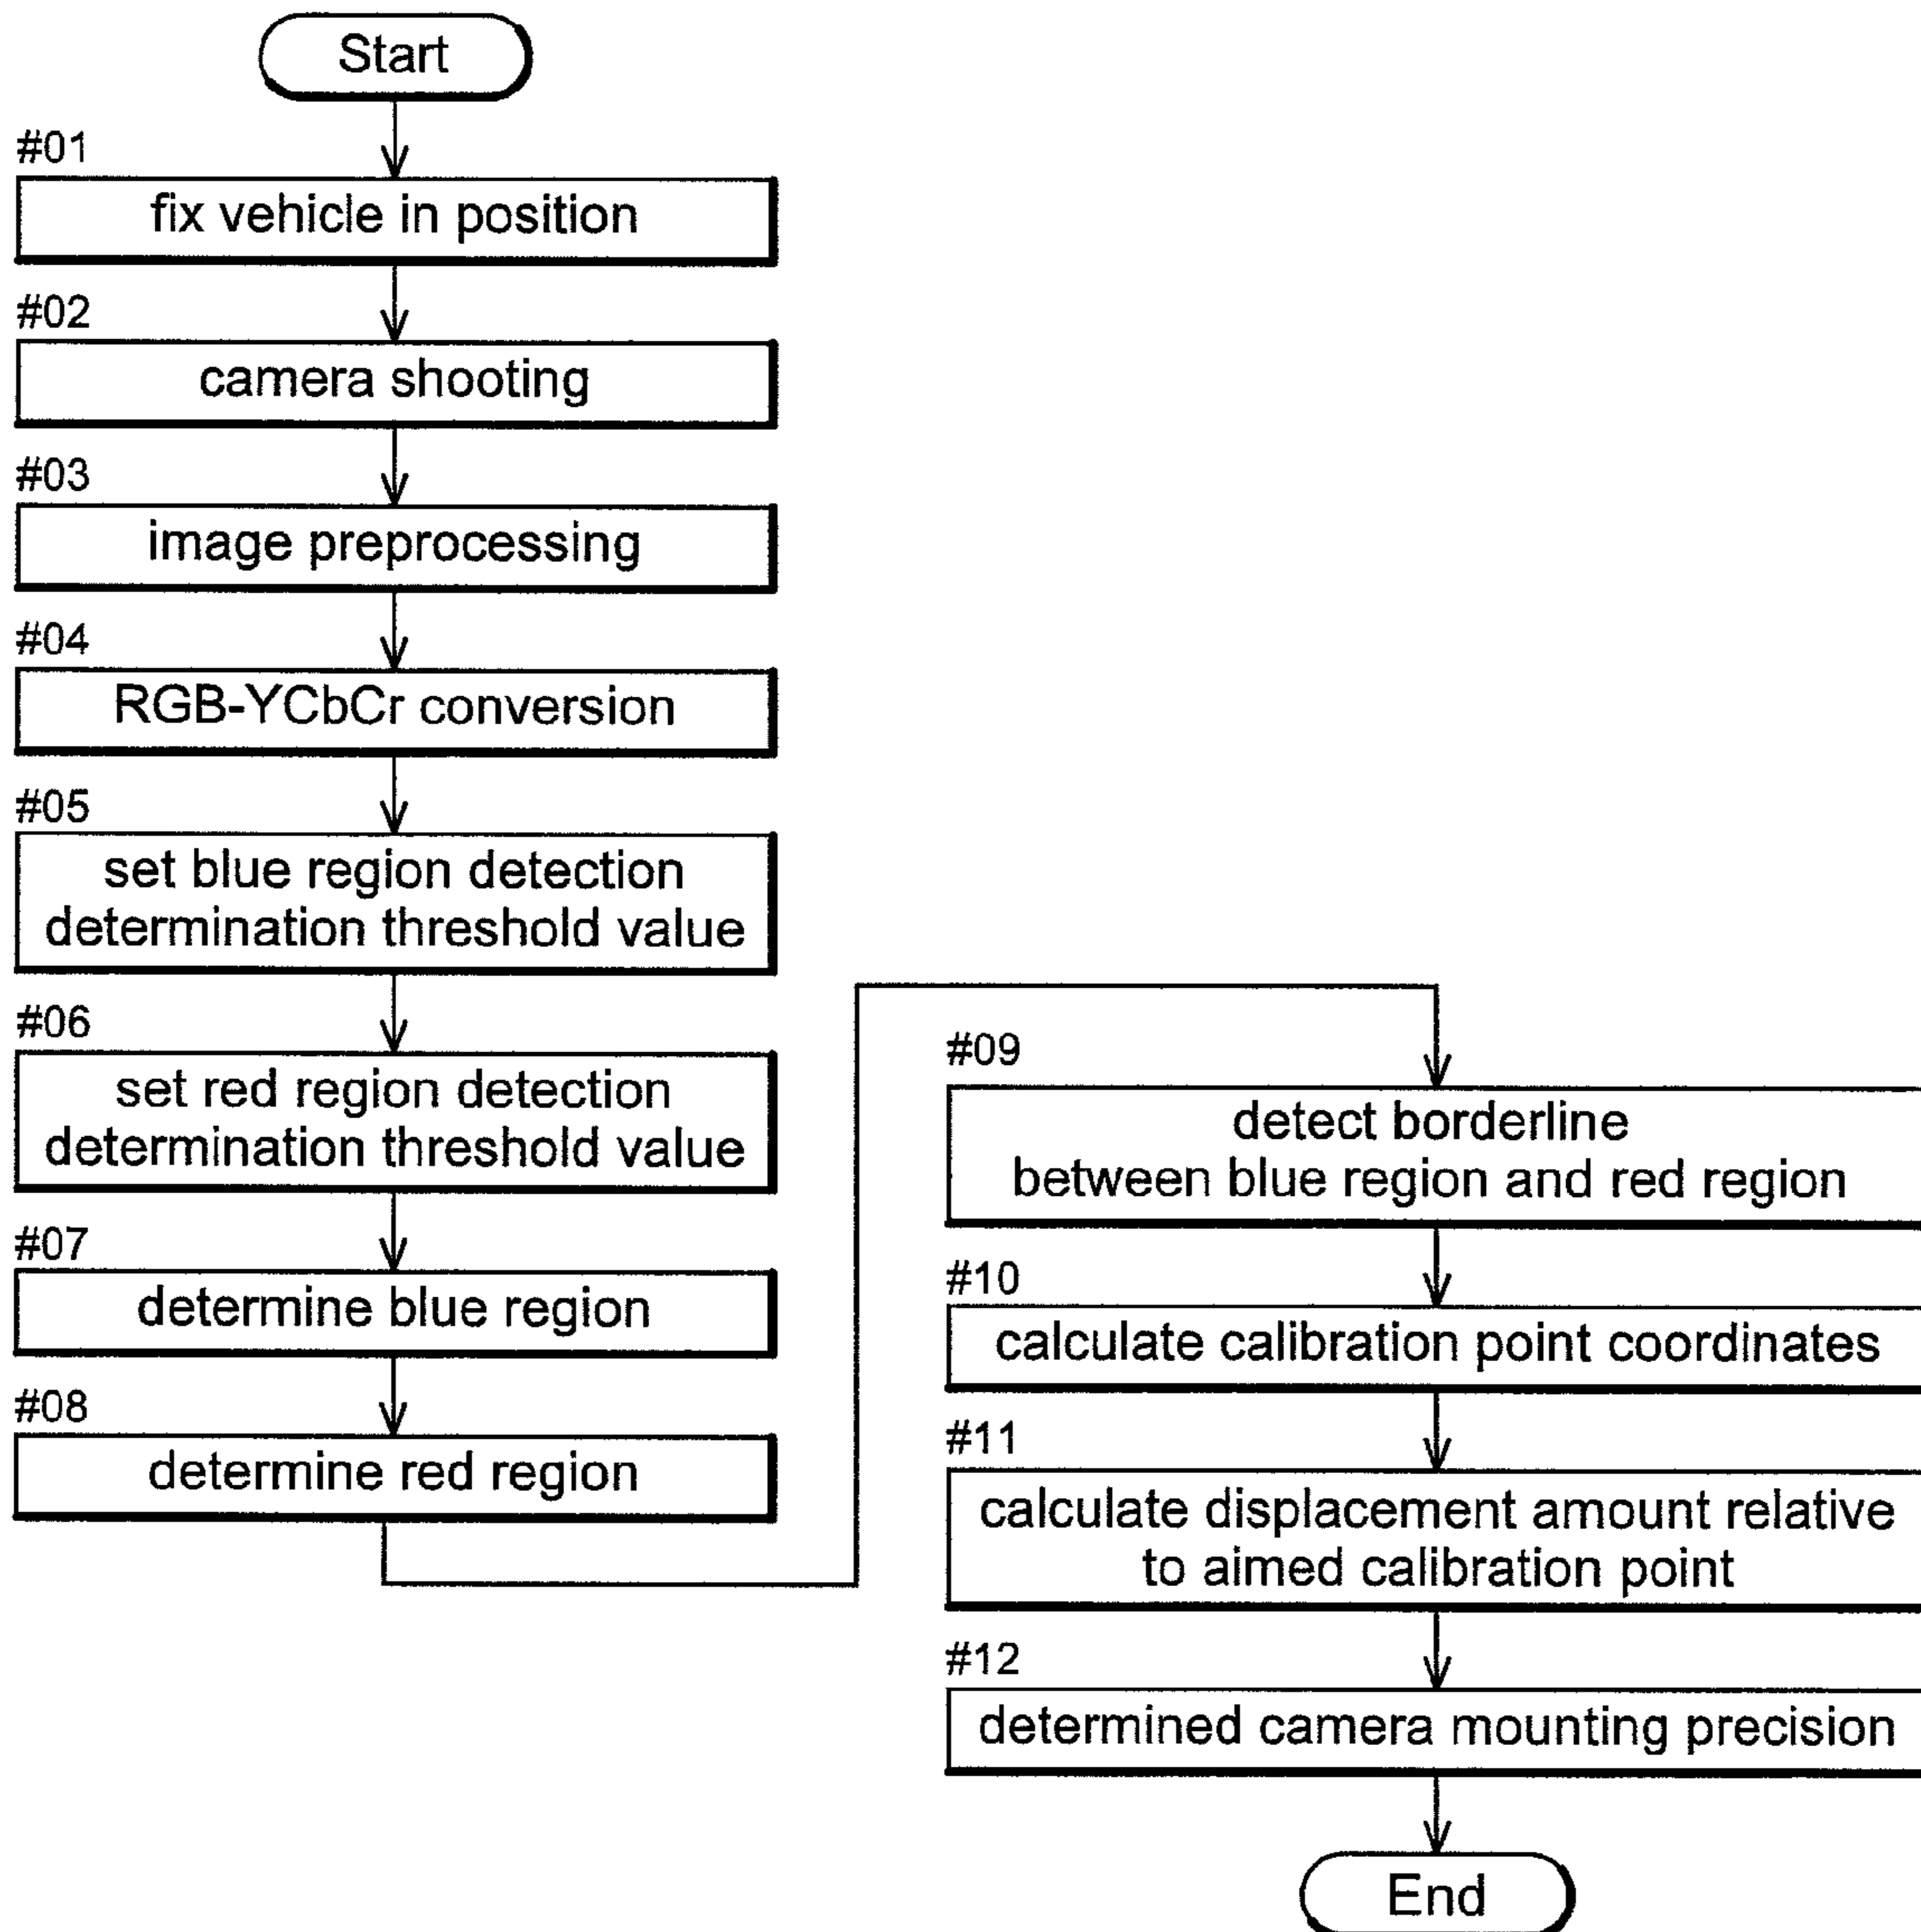 Start
#01
fix vehicle in position
#02
camera shooting
#03
image preprocessing
#04
RGB-YCbCr conversion
#05
set blue region detection
determination threshold value
#06
set red region detection
determination threshold value
#07
determine blue region
#08
determine red region
#09
detect borderline
between blue region and red region
#10
calculate calibration point coordinates
#11
calculate displacement amount relative
to aimed calibration point
#12
determined camera mounting precision
End